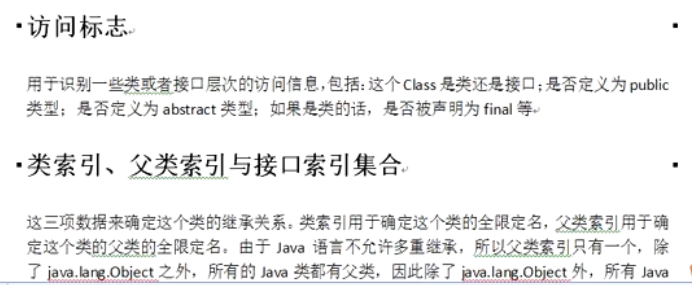 访问标志
用于识别一些类或者接口层次的访问信息，包括：这个 Class 是类还是接口；是否定义为 public
类型；是否定义为 abstract 类型；如果是类的话，是否被声明为 final 等
类索引、父类索引与接口索引集合
这三项数据来确定这个类的继承关系。类索引用于确定这个类的全限定名，父类索引用于确
定这个类的父类的全限定名。由于 Java 语言不允许多重继承，所以父类索引只有一个，除
了 java.lang.Object 之外，所有的 Java 类都有父类，因此除了 java.lang.Object 外，所有 Java